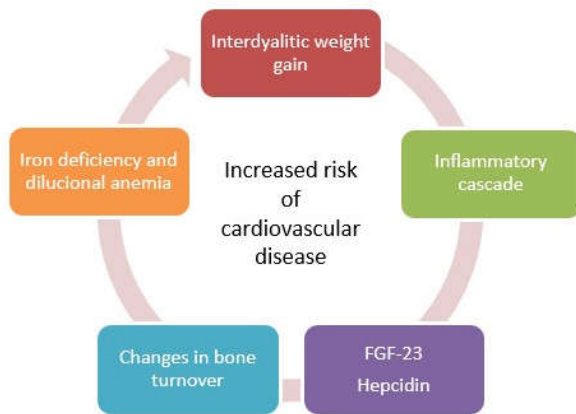 Interdyalitic weight
gain
Inflammatory
cascade
FGF-23
Hepcidin
Changes in bone
turnover
Iron deficiency and
dilucional anemia
Increased risk
of
cardiovascular
disease